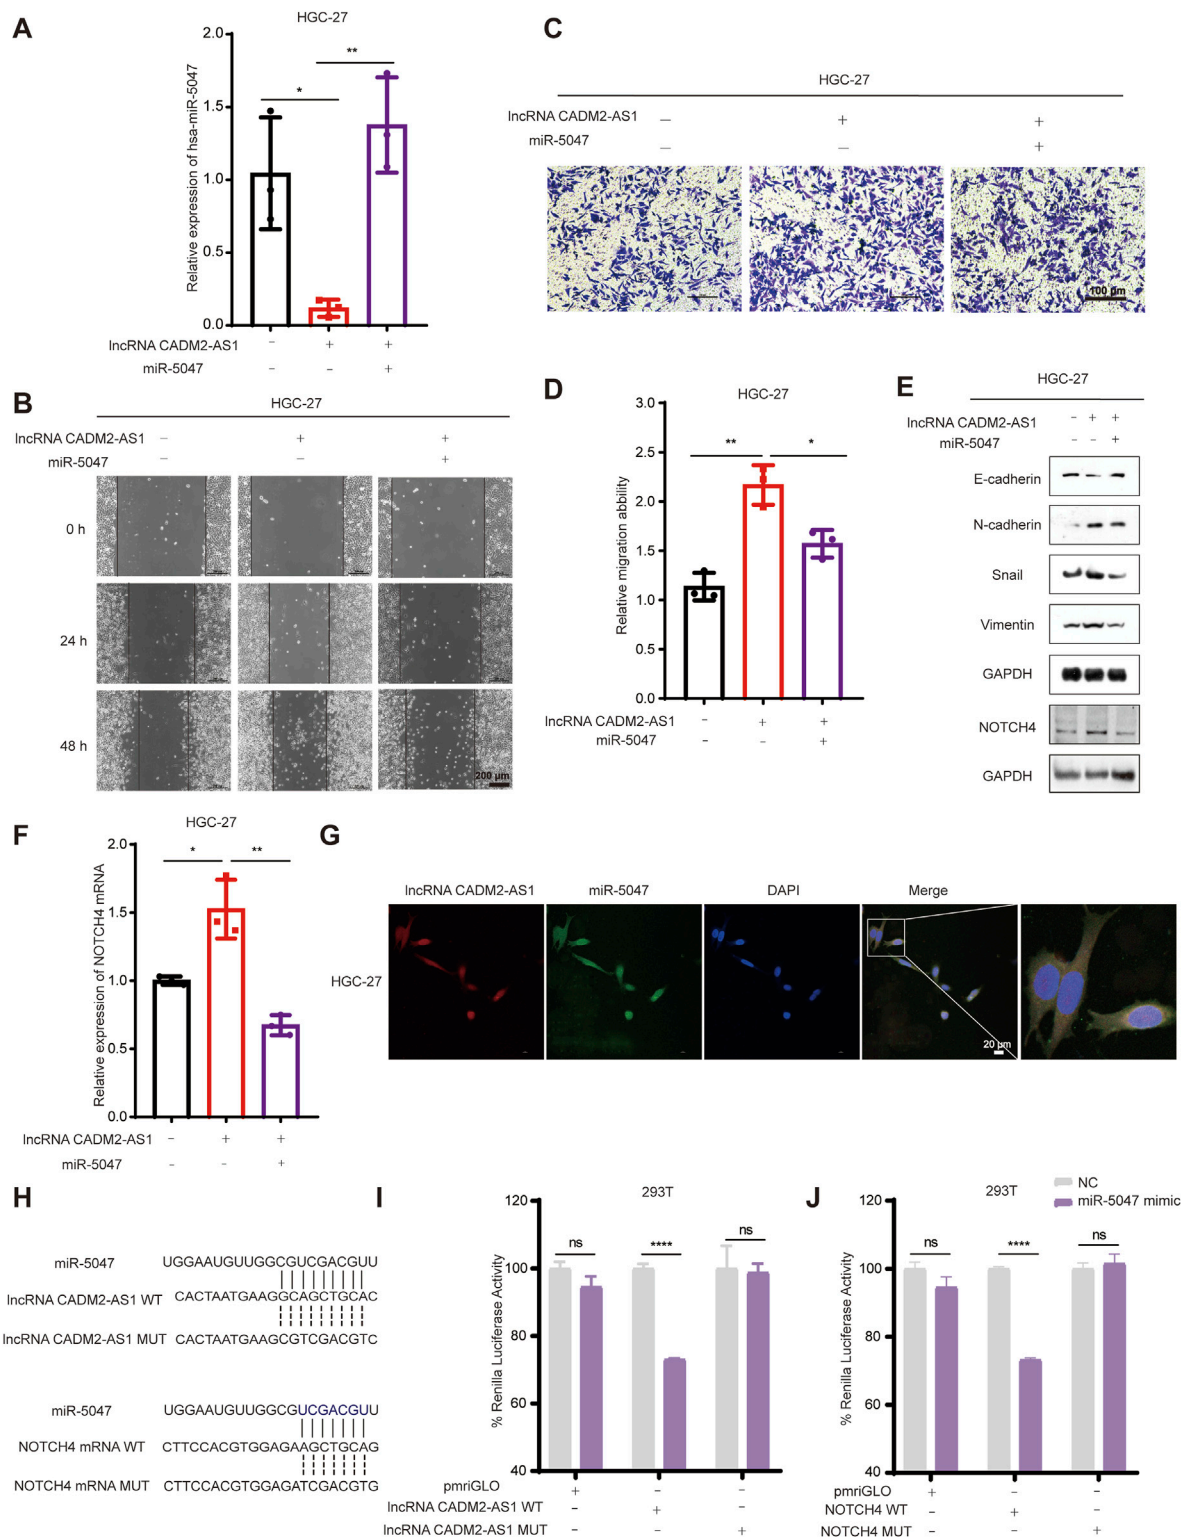 A
HGC-27
Relative expression of hsa-miR-5047
2.0
1.5
1.0
0.5
0.0
*
**
lncRNA CADM2-AS1 - + +
miR-5047 - - +
B
HGC-27
lncRNA CADM2-AS1 - + +
miR-5047 - - +
0 h
24 h
48 h
200 μm
C
HGC-27
lncRNA CADM2-AS1 - + +
miR-5047 - - +
100 μm
D
HGC-27
Relative migration abbility
3.0
2.5
2.0
1.5
1.0
0.5
0.0
**
*
lncRNA CADM2-AS1 - + +
miR-5047 - - +
E
HGC-27
lncRNA CADM2-AS1 - + +
miR-5047 - - +
E-cadherin
N-cadherin
Snail
Vimentin
GAPDH
NOTCH4
GAPDH
F
HGC-27
Relative expression of NOTCH4 mRNA
2.0
1.5
1.0
0.5
0.0
*
**
lncRNA CADM2-AS1 - + +
miR-5047 - - +
G
lncRNA CADM2-AS1 miR-5047 DAPI Merge
HGC-27
20 μm
H
miR-5047 UGGAAUGUUGGCGUCGACGUU
lncRNA CADM2-AS1 WT CACTAATGAAGGCAGCTGCAC
lncRNA CADM2-AS1 MUT CACTAATGAAGCGTCGACGTC
miR-5047 UGGAAUGUUGGCGUCGACGUU
NOTCH4 mRNA WT CTTCCACGTGGAGAAGCTGCAG
NOTCH4 mRNA MUT CTTCCACGTGGAGATCGACGTG
I
293T
% Renilla Luciferase Activity
120
100
80
60
40
ns
****
ns
pmriGLO + - -
lncRNA CADM2-AS1 WT - + -
lncRNA CADM2-AS1 MUT - - +
J
293T
NC
miR-5047 mimic
% Renilla Luciferase Activity
120
100
80
60
40
ns
****
ns
pmriGLO + - -
NOTCH4 WT - + -
NOTCH4 MUT - - +